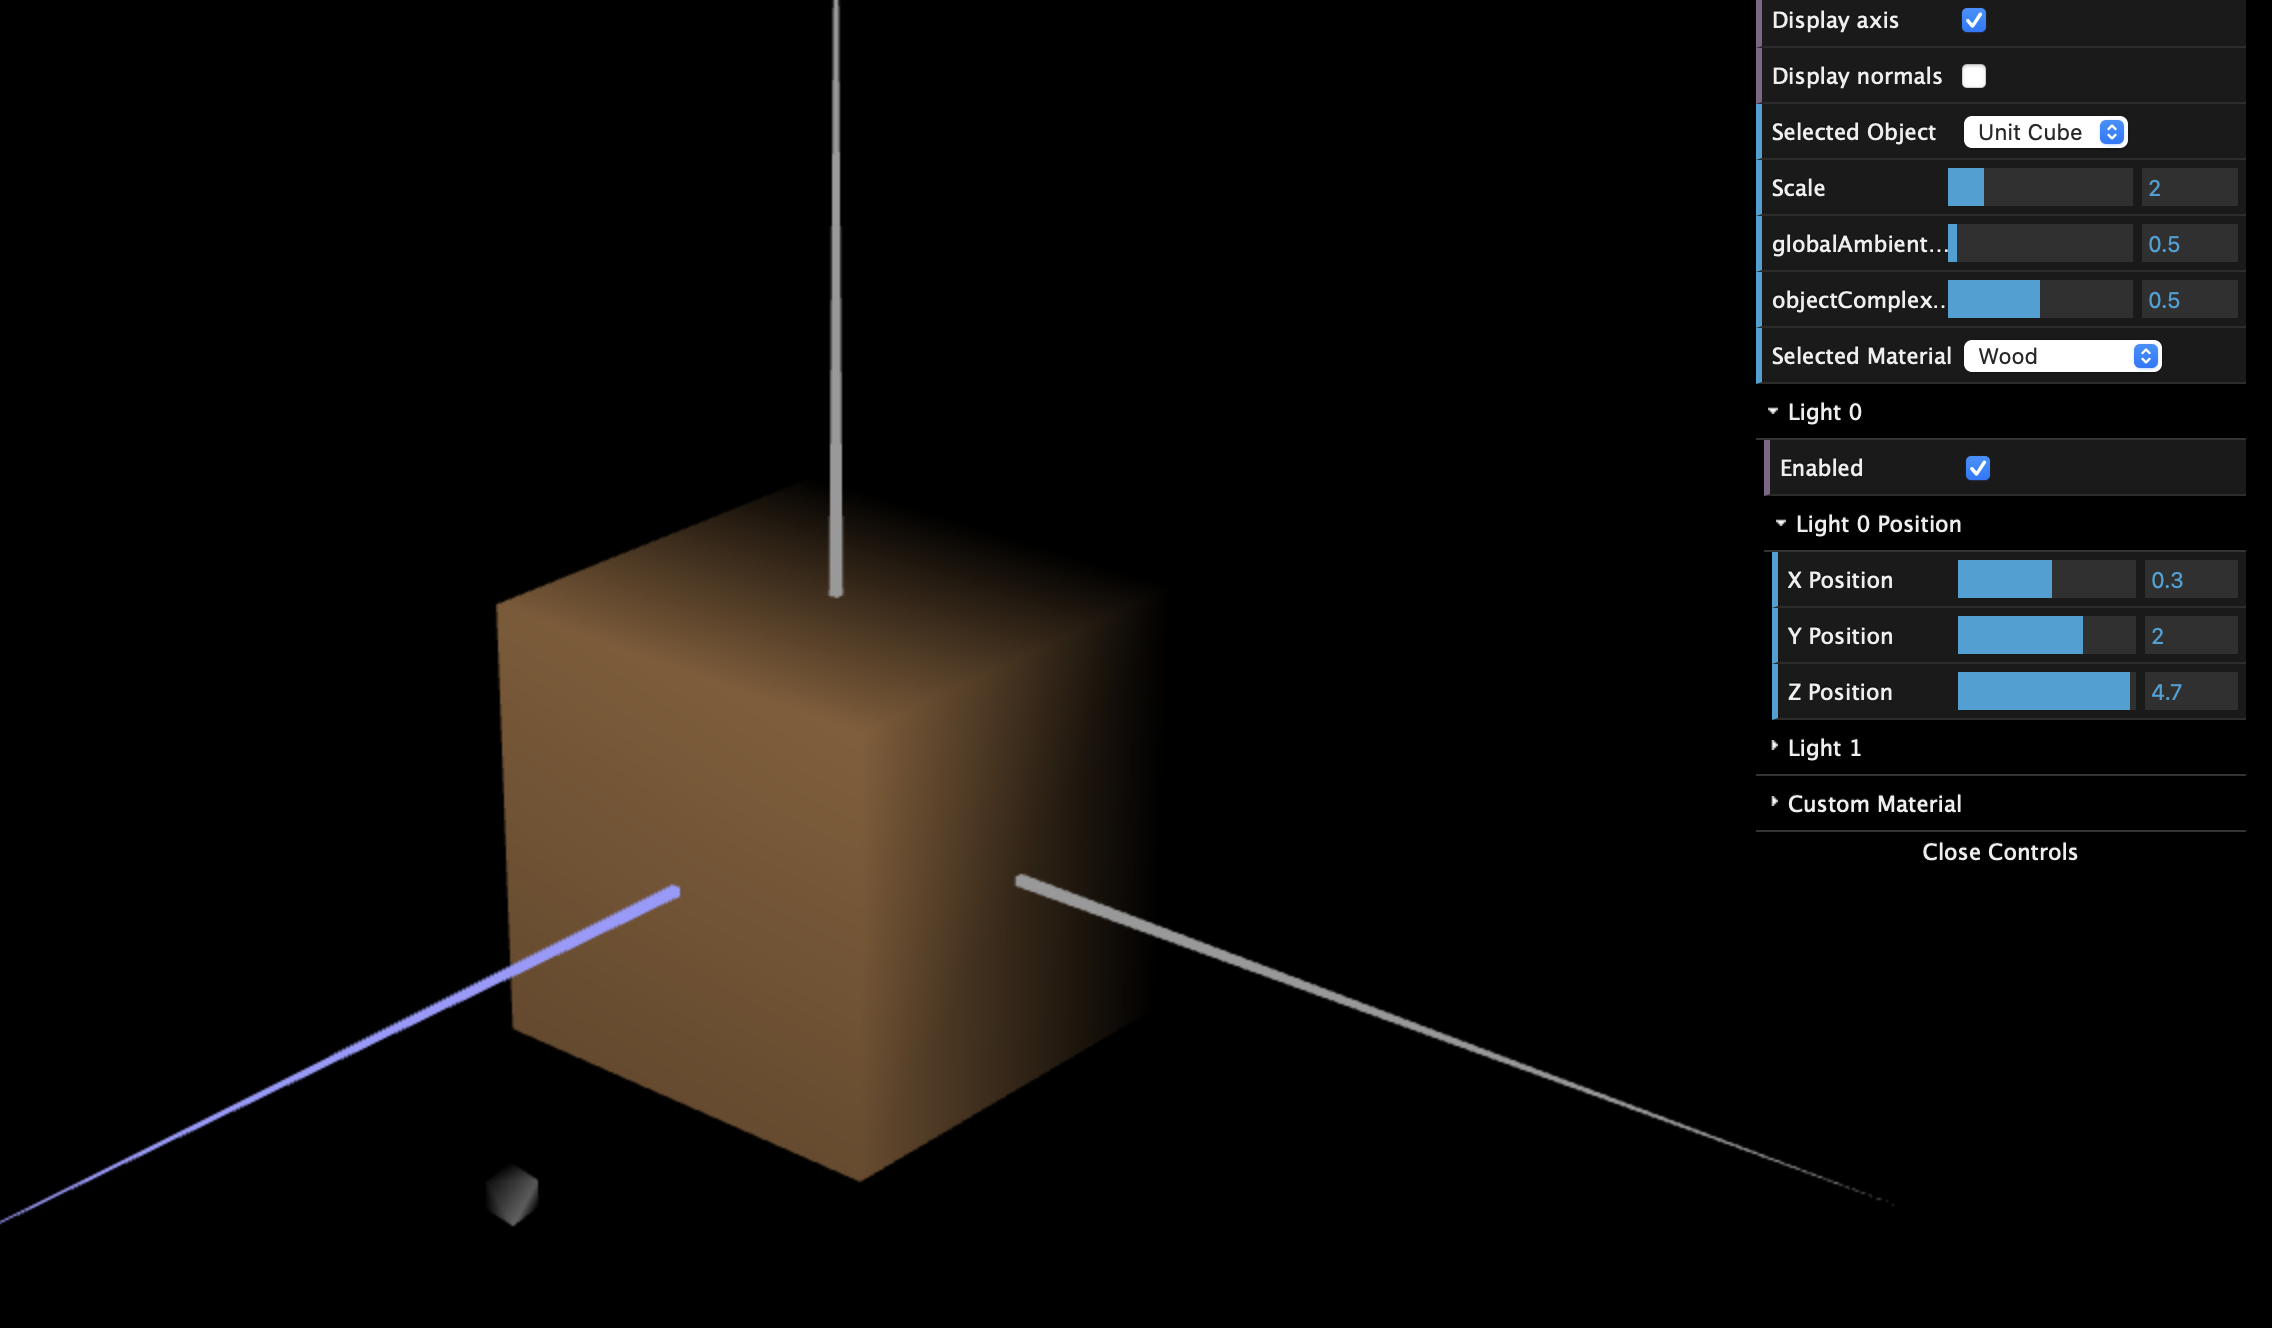 Display axis
Display normals
Selected Object Unit Cube
Scale 2
globalAmbient... 0.5
objectComplex.. 0.5
Selected Material Wood
Light 0
Enabled
Light 0 Position
X Position 0.3
Y Position 2
Z Position 4.7
Light 1
Custom Material
Close Controls